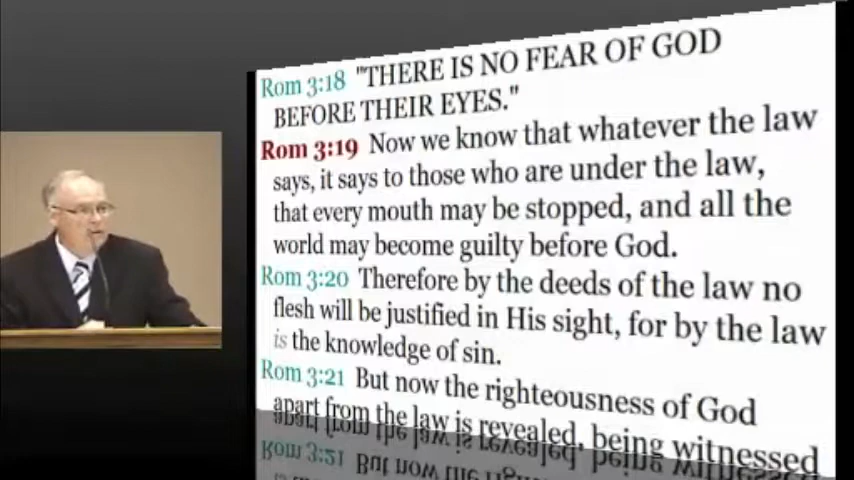 Rom 3:18 "THERE IS NO FEAR OF GOD
BEFORE THEIR EYES."
Rom 3:19 Now we know that whatever the law
says, it says to those who are under the law,
that every mouth may be stopped, and all the
world may become guilty before God.
Rom 3:20 Therefore by the deeds of the law no
flesh will be justified in His sight, for by the law
is the knowledge of sin.
Rom 3:21 But now the righteousness of God
apart from the law is revealed, being witnessed